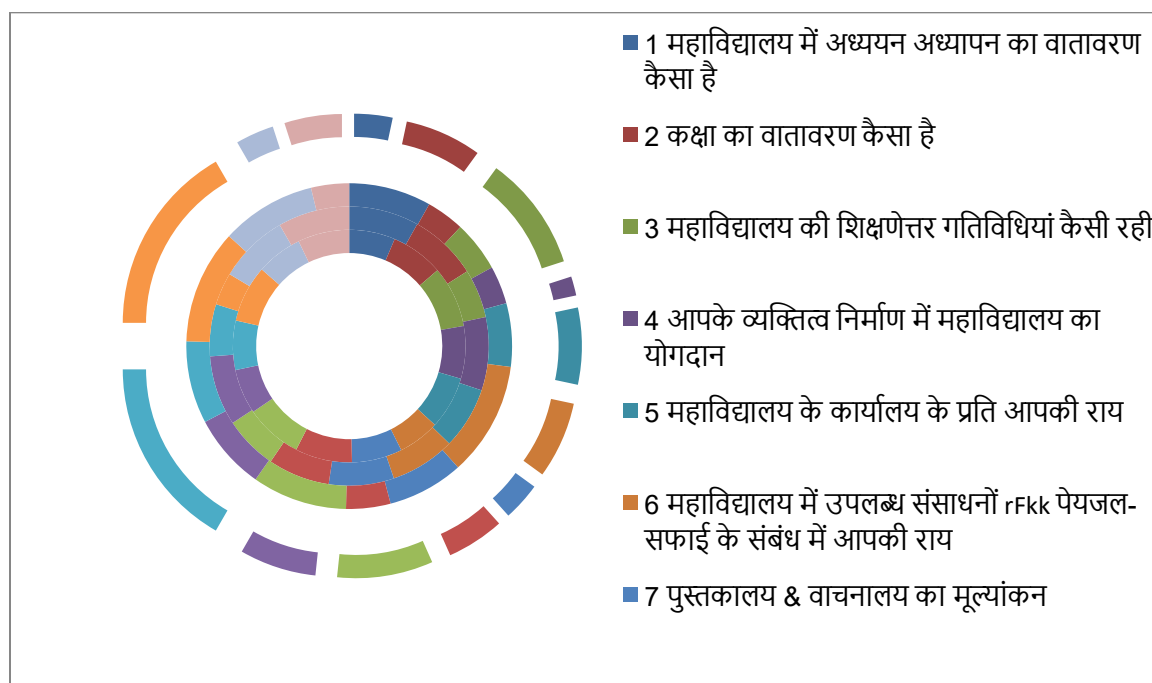 1 महाविद्यालय में अध्ययन अध्यापन का वातावरण
कैसा है
2 कक्षा का वातावरण कैसा है
3 महाविद्यालय की शिक्षणेत्तर गतिविधियां कैसी रही
4 आपके व्यक्तित्व निर्माण में महाविद्यालय का
योगदान
5 महाविद्यालय के कार्यालय के प्रति आपकी राय
6 महाविद्यालय में उपलब्ध संसाधनों rFkk पेयजल-
सफाई के संबंध में आपकी राय
7 पुस्तकालय & वाचनालय का मूल्यांकन